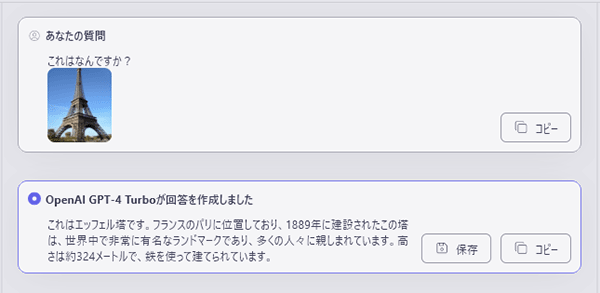 あなたの質問
これはなんですか？
コピー
OpenAI GPT-4 Turboが回答を作成しました
これはエッフェル塔です。フランスのパリに位置しており、1889年に建設されたこの塔
は、世界中で非常に有名なランドマークであり、多くの人々に親しまれています。高
さは約324メートルで、鉄を使って建てられています。
保存
コピー